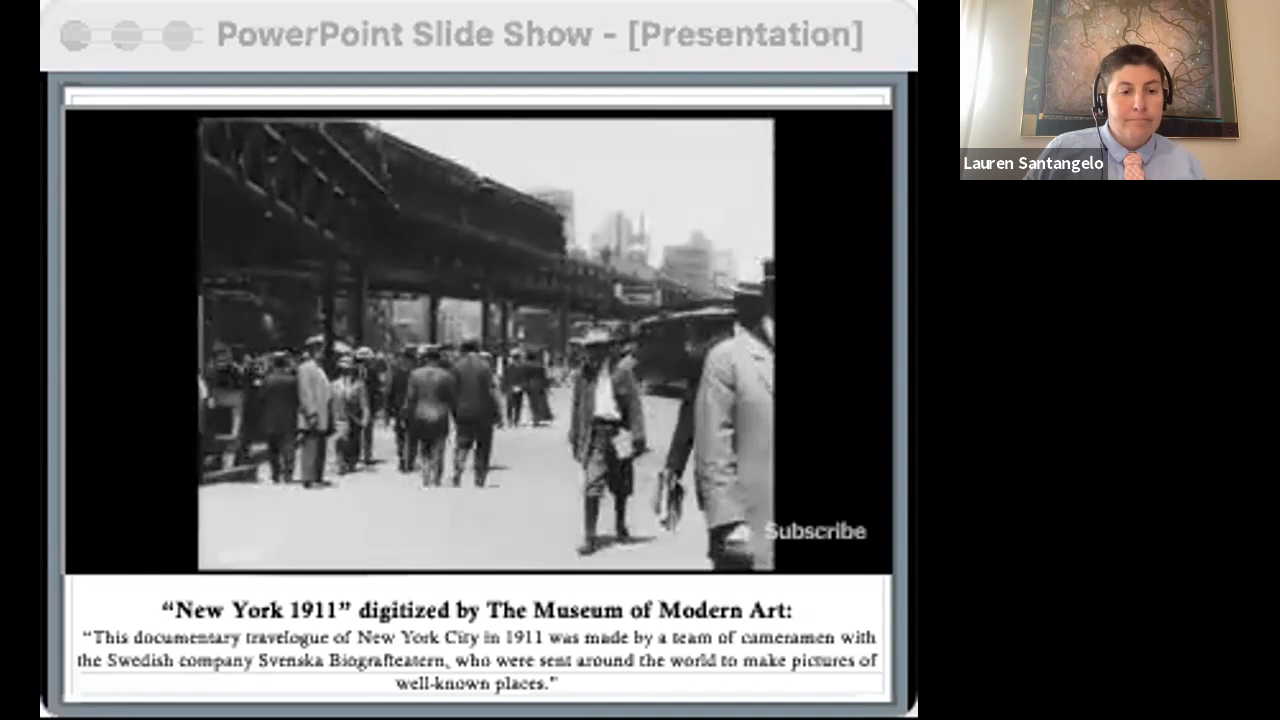 PowerPoint Slide Show - [Presentation]
Lauren Santangelo
Subscribe
“New York 1911” digitized by The Museum of Modern Art:
“This documentary travelogue of New York City in 1911 was made by a team of cameramen with
the Swedish company Svenska Biografteatern, who were sent around the world to make pictures of
well-known places.”